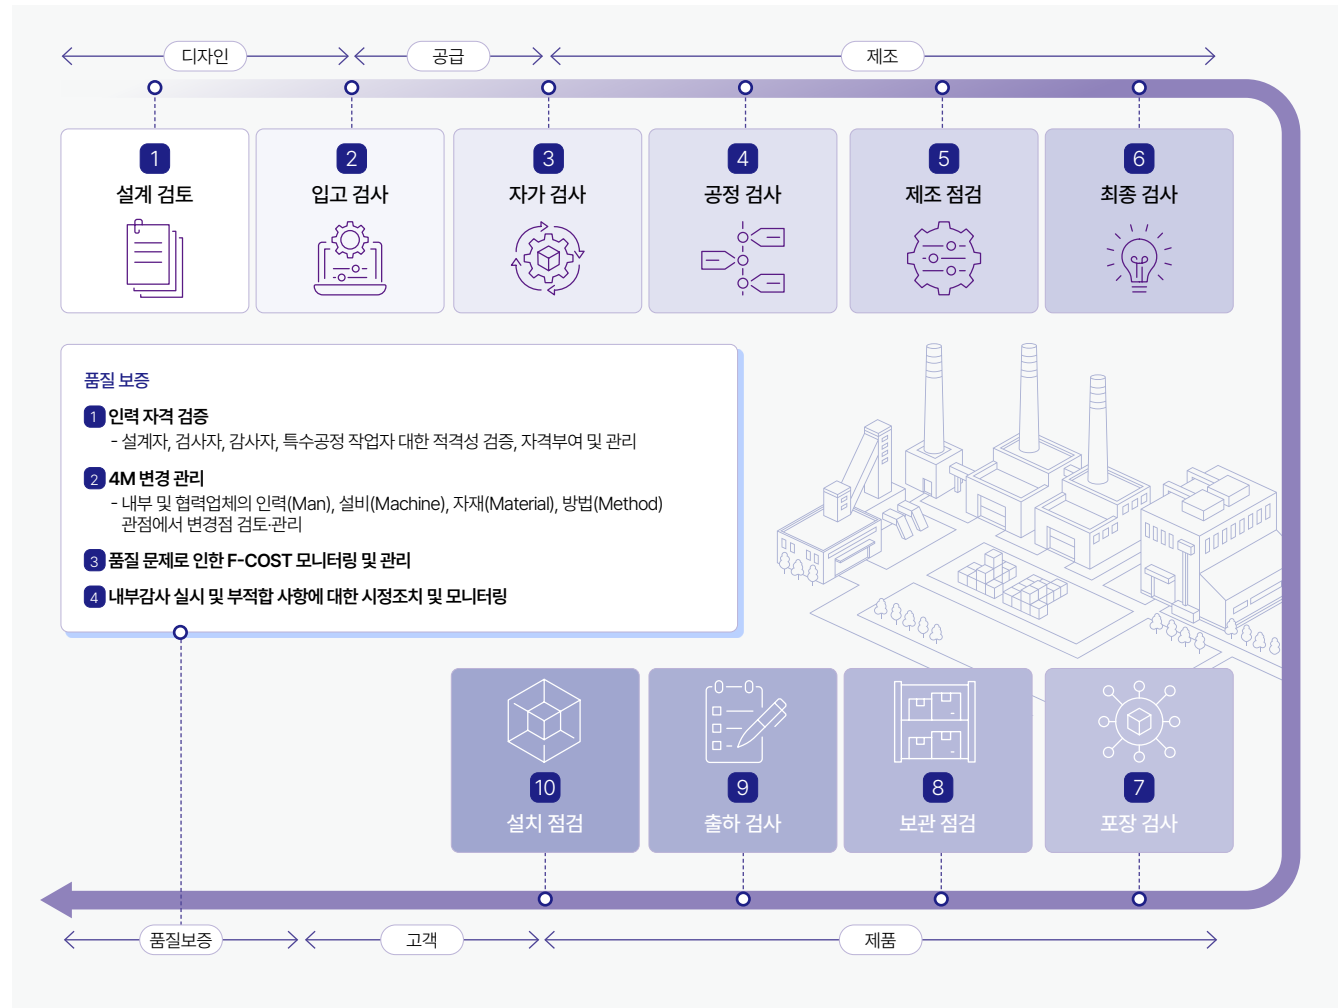 디자인
공급
제조
1
설계 검토
2
입고 검사
3
자가 검사
4
공정 검사
5
제조 점검
6
최종 검사
품질 보증
1 인력 자격 검증
- 설계자, 검사자, 감사자, 특수공정 작업자 대한 적격성 검증, 자격부여 및 관리
2 4M 변경 관리
- 내부 및 협력업체의 인력(Man), 설비(Machine), 자재(Material), 방법(Method)
관점에서 변경점 검토·관리
3 품질 문제로 인한 F-COST 모니터링 및 관리
4 내부감사 실시 및 부적합 사항에 대한 시정조치 및 모니터링
10
설치 점검
9
출하 검사
8
보관 점검
7
포장 검사
품질보증
고객
제품